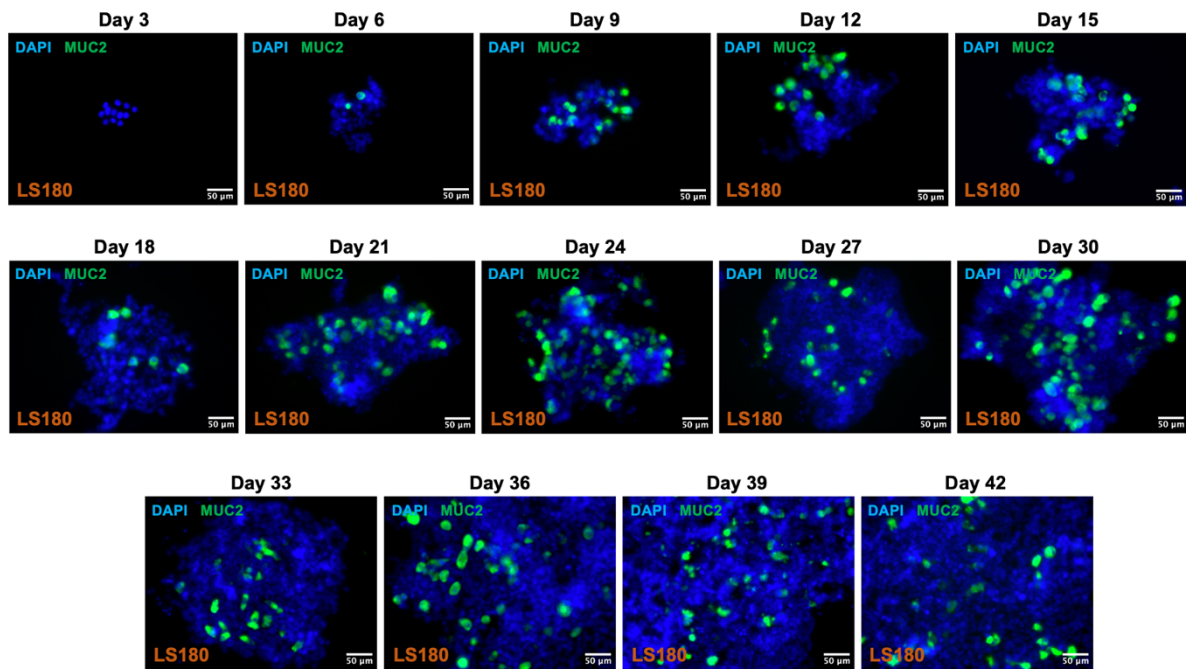 Day 3 Day 6 Day 9 Day 12 Day 15
DAPI MUC2 DAPI MUC2 DAPI MUC2 DAPI MUC2 DAPI MUC2
LS180 50 µm LS180 50 µm LS180 50 µm LS180 50 µm LS180 50 µm
Day 18 Day 21 Day 24 Day 27 Day 30
DAPI MUC2 DAPI MUC2 DAPI MUC2 DAPI MUC2 DAPI MUC2
LS180 50 µm LS180 50 µm LS180 50 µm LS180 50 µm LS180 50 µm
Day 33 Day 36 Day 39 Day 42
DAPI MUC2 DAPI MUC2 DAPI MUC2 DAPI MUC2
LS180 50 µm LS180 50 µm LS180 50 µm LS180 50 µm